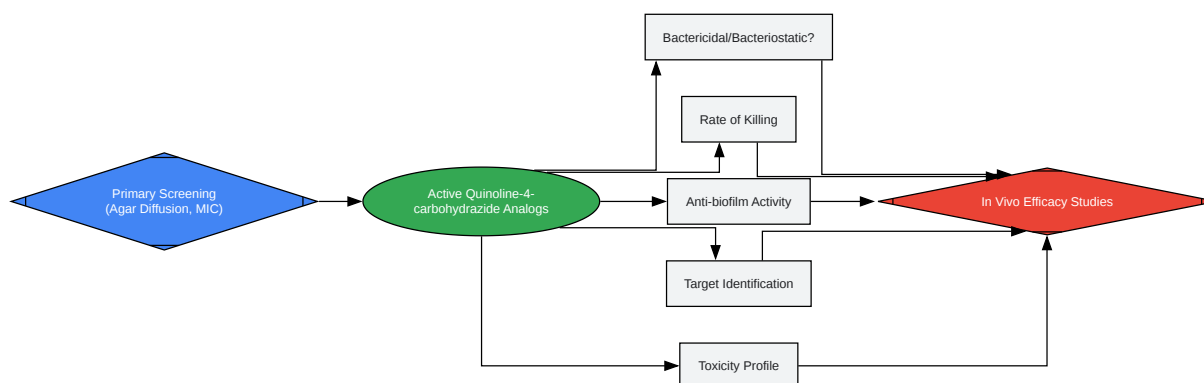 Primary Screening
(Agar Diffusion, MIC)
Active Quinoline-4-
carbohydrazide Analogs
Bactericidal/Bacteriostatic?
Rate of Killing
Anti-biofilm Activity
Target Identification
Toxicity Profile
In Vivo Efficacy Studies